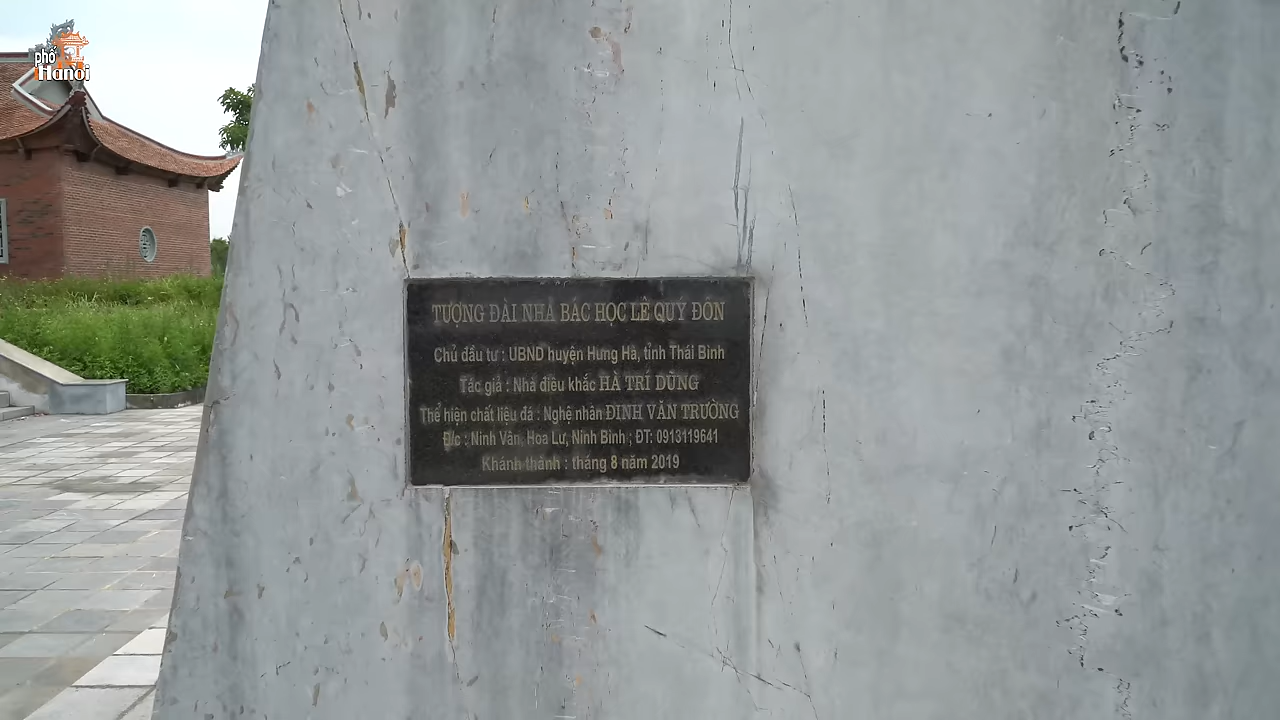 phố
Hà nội
TƯỢNG ĐÀI NHÀ BÁC HỌC LÊ QUÝ ĐÔN
Chủ đầu tư : UBND huyện Hưng Hà, tỉnh Thái Bình
Tác giả : Nhà điêu khắc HÀ TRÍ DŨNG
Thể hiện chất liệu đá : Nghệ nhân ĐINH VĂN TRƯỜNG
Đ/c : Ninh Vân, Hoa Lư, Ninh Bình ; ĐT: 0913119641
Khánh thành : tháng 8 năm 2019